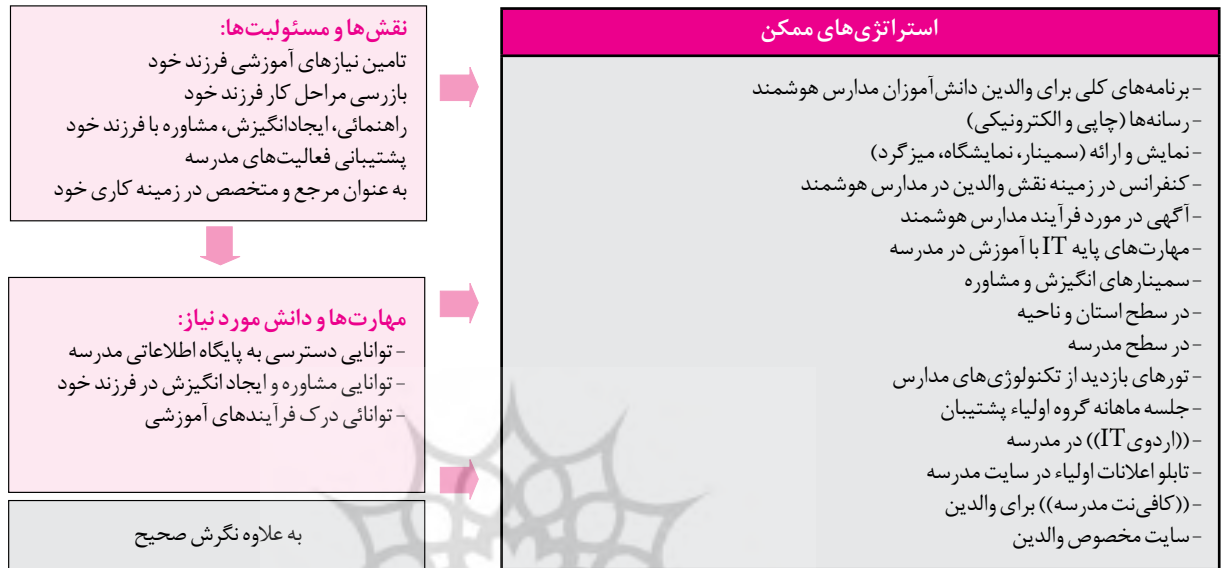 نقش‌ها و مسئولیت‌ها:
تامین نیازهای آموزشی فرزند خود
بازرسی مراحل کار فرزند خود
راهنمائی، ایجادانگیزش، مشاوره با فرزند خود
پشتیبانی فعالیت‌های مدرسه
به عنوان مرجع و متخصص در زمینه کاری خود
مهارت‌ها و دانش مورد نیاز:
- توانایی دسترسی به پایگاه اطلاعاتی مدرسه
- توانایی مشاوره و ایجاد انگیزش در فرزند خود
- توانائی درک فرآیندهای آموزشی
به علاوه نگرش صحیح
استراتژی‌های ممکن
- برنامه‌های کلی برای والدین دانش‌آموزان مدارس هوشمند
- رسانه‌ها (چاپی و الکترونیکی)
- نمایش و ارائه (سمینار، نمایشگاه، میزگرد)
- کنفرانس در زمینه نقش والدین در مدارس هوشمند
- آگهی در مورد فرآیند مدارس هوشمند
- مهارت‌های پایه IT با آموزش در مدرسه
- سمینارهای انگیزش و مشاوره
- در سطح استان و ناحیه
- در سطح مدرسه
- تورهای بازدید از تکنولوژی‌های مدارس
- جلسه ماهانه گروه اولیاء پشتیبان
- ((اردوی IT)) در مدرسه
- تابلو اعلانات اولیاء در سایت مدرسه
- ((کافی‌نت مدرسه)) برای والدین
- سایت مخصوص والدین